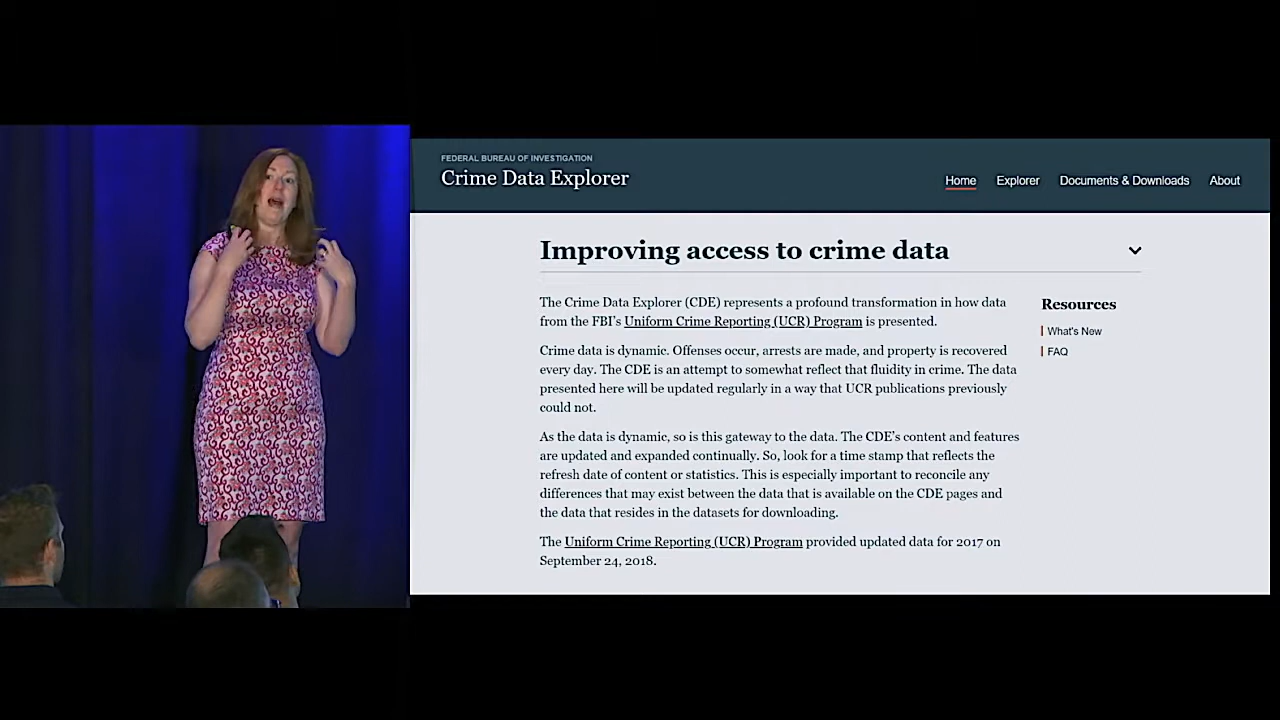 FEDERAL BUREAU OF INVESTIGATION
Crime Data Explorer
Home Explorer Documents & Downloads About
Improving access to crime data
The Crime Data Explorer (CDE) represents a profound transformation in how data
from the FBI's Uniform Crime Reporting (UCR) Program is presented.
Crime data is dynamic. Offenses occur, arrests are made, and property is recovered
every day. The CDE is an attempt to somewhat reflect that fluidity in crime. The data
presented here will be updated regularly in a way that UCR publications previously
could not.
As the data is dynamic, so is this gateway to the data. The CDE's content and features
are updated and expanded continually. So, look for a time stamp that reflects the
refresh date of content or statistics. This is especially important to reconcile any
differences that may exist between the data that is available on the CDE pages and
the data that resides in the datasets for downloading.
The Uniform Crime Reporting (UCR) Program provided updated data for 2017 on
September 24, 2018.
Resources
What's New
FAQ